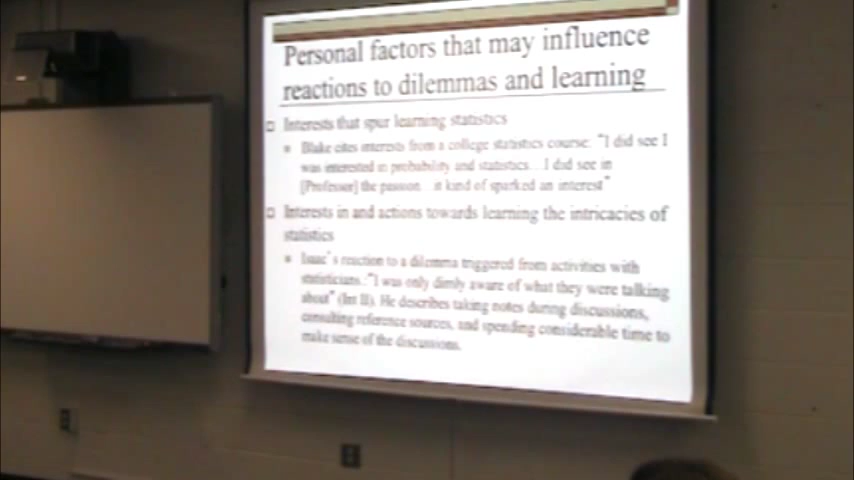 Personal factors that may influence
reactions to dilemmas and learning
Interests that spur learning statistics
Blake cites interests from a college statistics course: "I did see I
was interested in probability and statistics…I did see in
[Professor] the passion…it kind of sparked an interest"
Interests in and actions towards learning the intricacies of
statistics
Isaac's reaction to a dilemma triggered from activities with
statisticians: "I was only dimly aware of what they were talking
about" (Int II). He describes taking notes during discussions,
consulting reference sources, and spending considerable time to
make sense of the discussions.